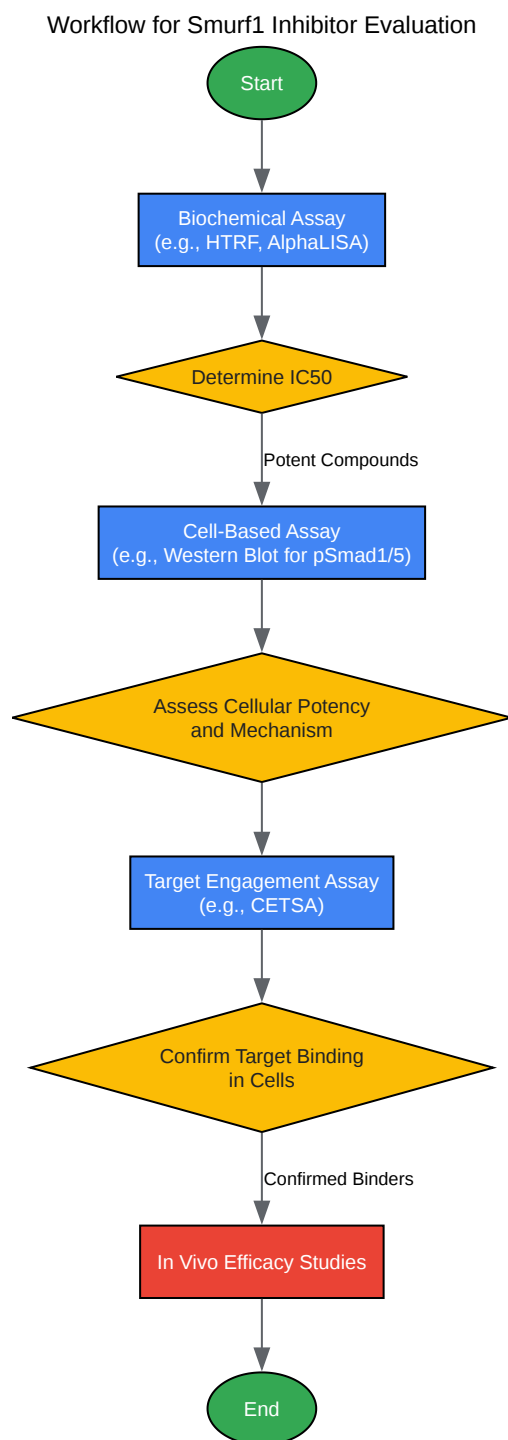 Workflow for Smurf1 Inhibitor Evaluation
Start
Biochemical Assay
(e.g., HTRF, AlphaLISA)
Determine IC50
Potent Compounds
Cell-Based Assay
(e.g., Western Blot for pSmad1/5)
Assess Cellular Potency
and Mechanism
Target Engagement Assay
(e.g., CETSA)
Confirm Target Binding
in Cells
Confirmed Binders
In Vivo Efficacy Studies
End